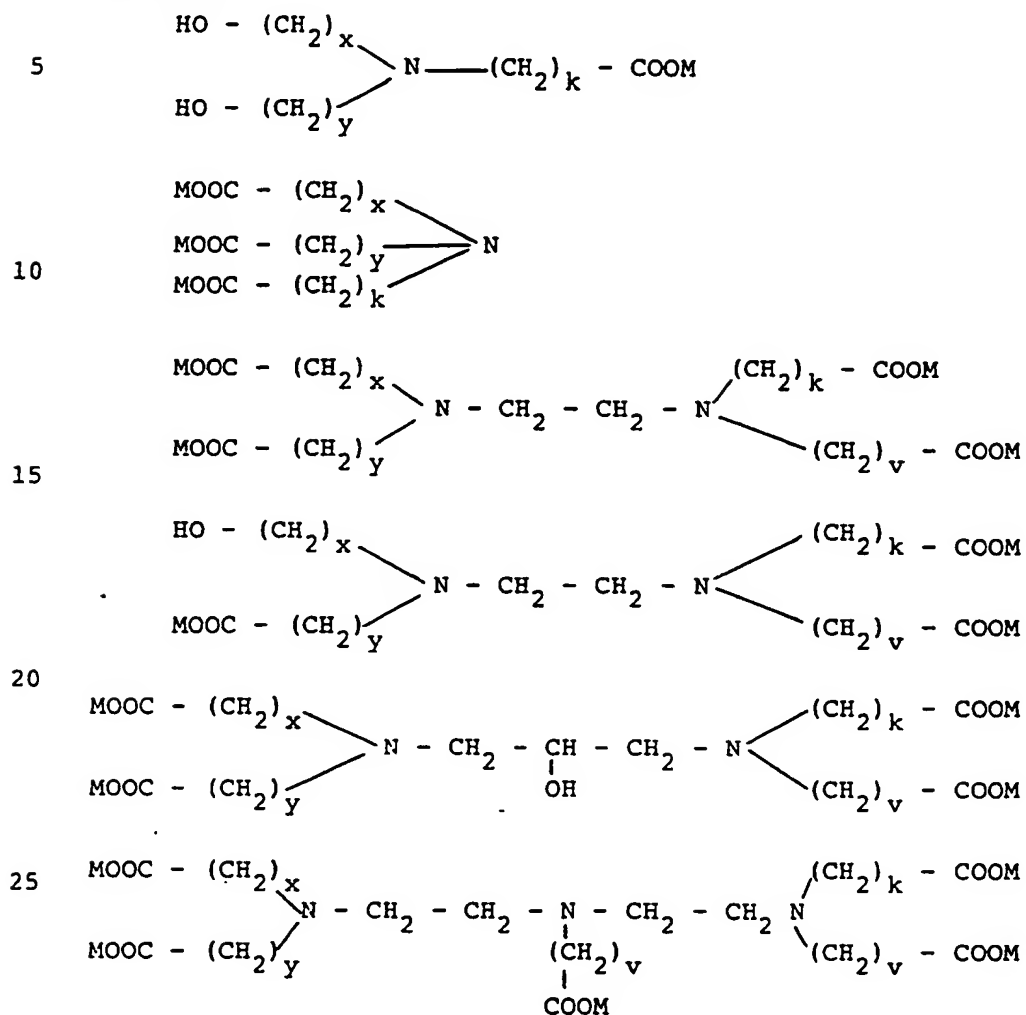 HO - (CH2)x
5 N - (CH2)k - COOM
HO - (CH2)y
MOOC - (CH2)x
MOOC - (CH2)y N
10
MOOC - (CH2)k
MOOC - (CH2)x (CH2)k - COOM
N - CH2 - CH2 - N
MOOC - (CH2)y (CH2)v - COOM
15
HO - (CH2)x (CH2)k - COOM
N - CH2 - CH2 - N
MOOC - (CH2)y (CH2)v - COOM
20
MOOC - (CH2)x (CH2)k - COOM
N - CH2 - CH - CH2 - N
MOOC - (CH2)y OH (CH2)v - COOM
MOOC - (CH2)x (CH2)k - COOM
25 N - CH2 - CH2 - N - CH2 - CH2 N
MOOC - (CH2)y (CH2)v (CH2)v - COOM
COOM